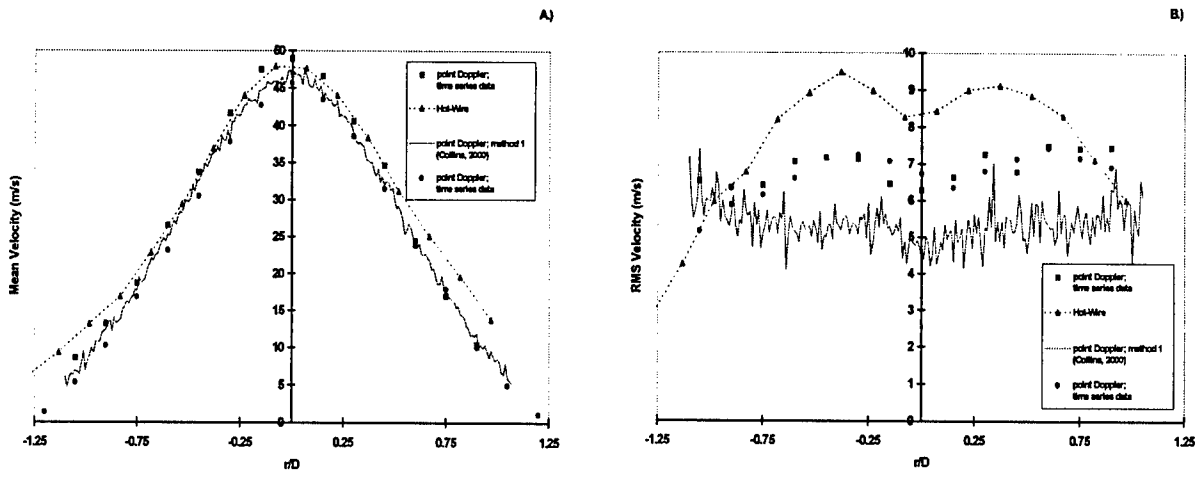 A.)
50
45
40
35
30
25
20
15
10
5
0
-1.25
-0.75
-0.25
0.25
0.75
1.25
Mean Velocity (m/s)
r/D
point Doppler;
time series data
Hot-Wire
point Doppler; method 1
(Collins, 2000)
point Doppler;
time series data
B.)
10
9
8
7
6
5
4
3
2
1
0
-1.25
-0.75
-0.25
0.25
0.75
1.25
RMS Velocity (m/s)
r/D
point Doppler;
time series data
Hot-Wire
point Doppler; method 1
(Collins, 2000)
point Doppler;
time series data